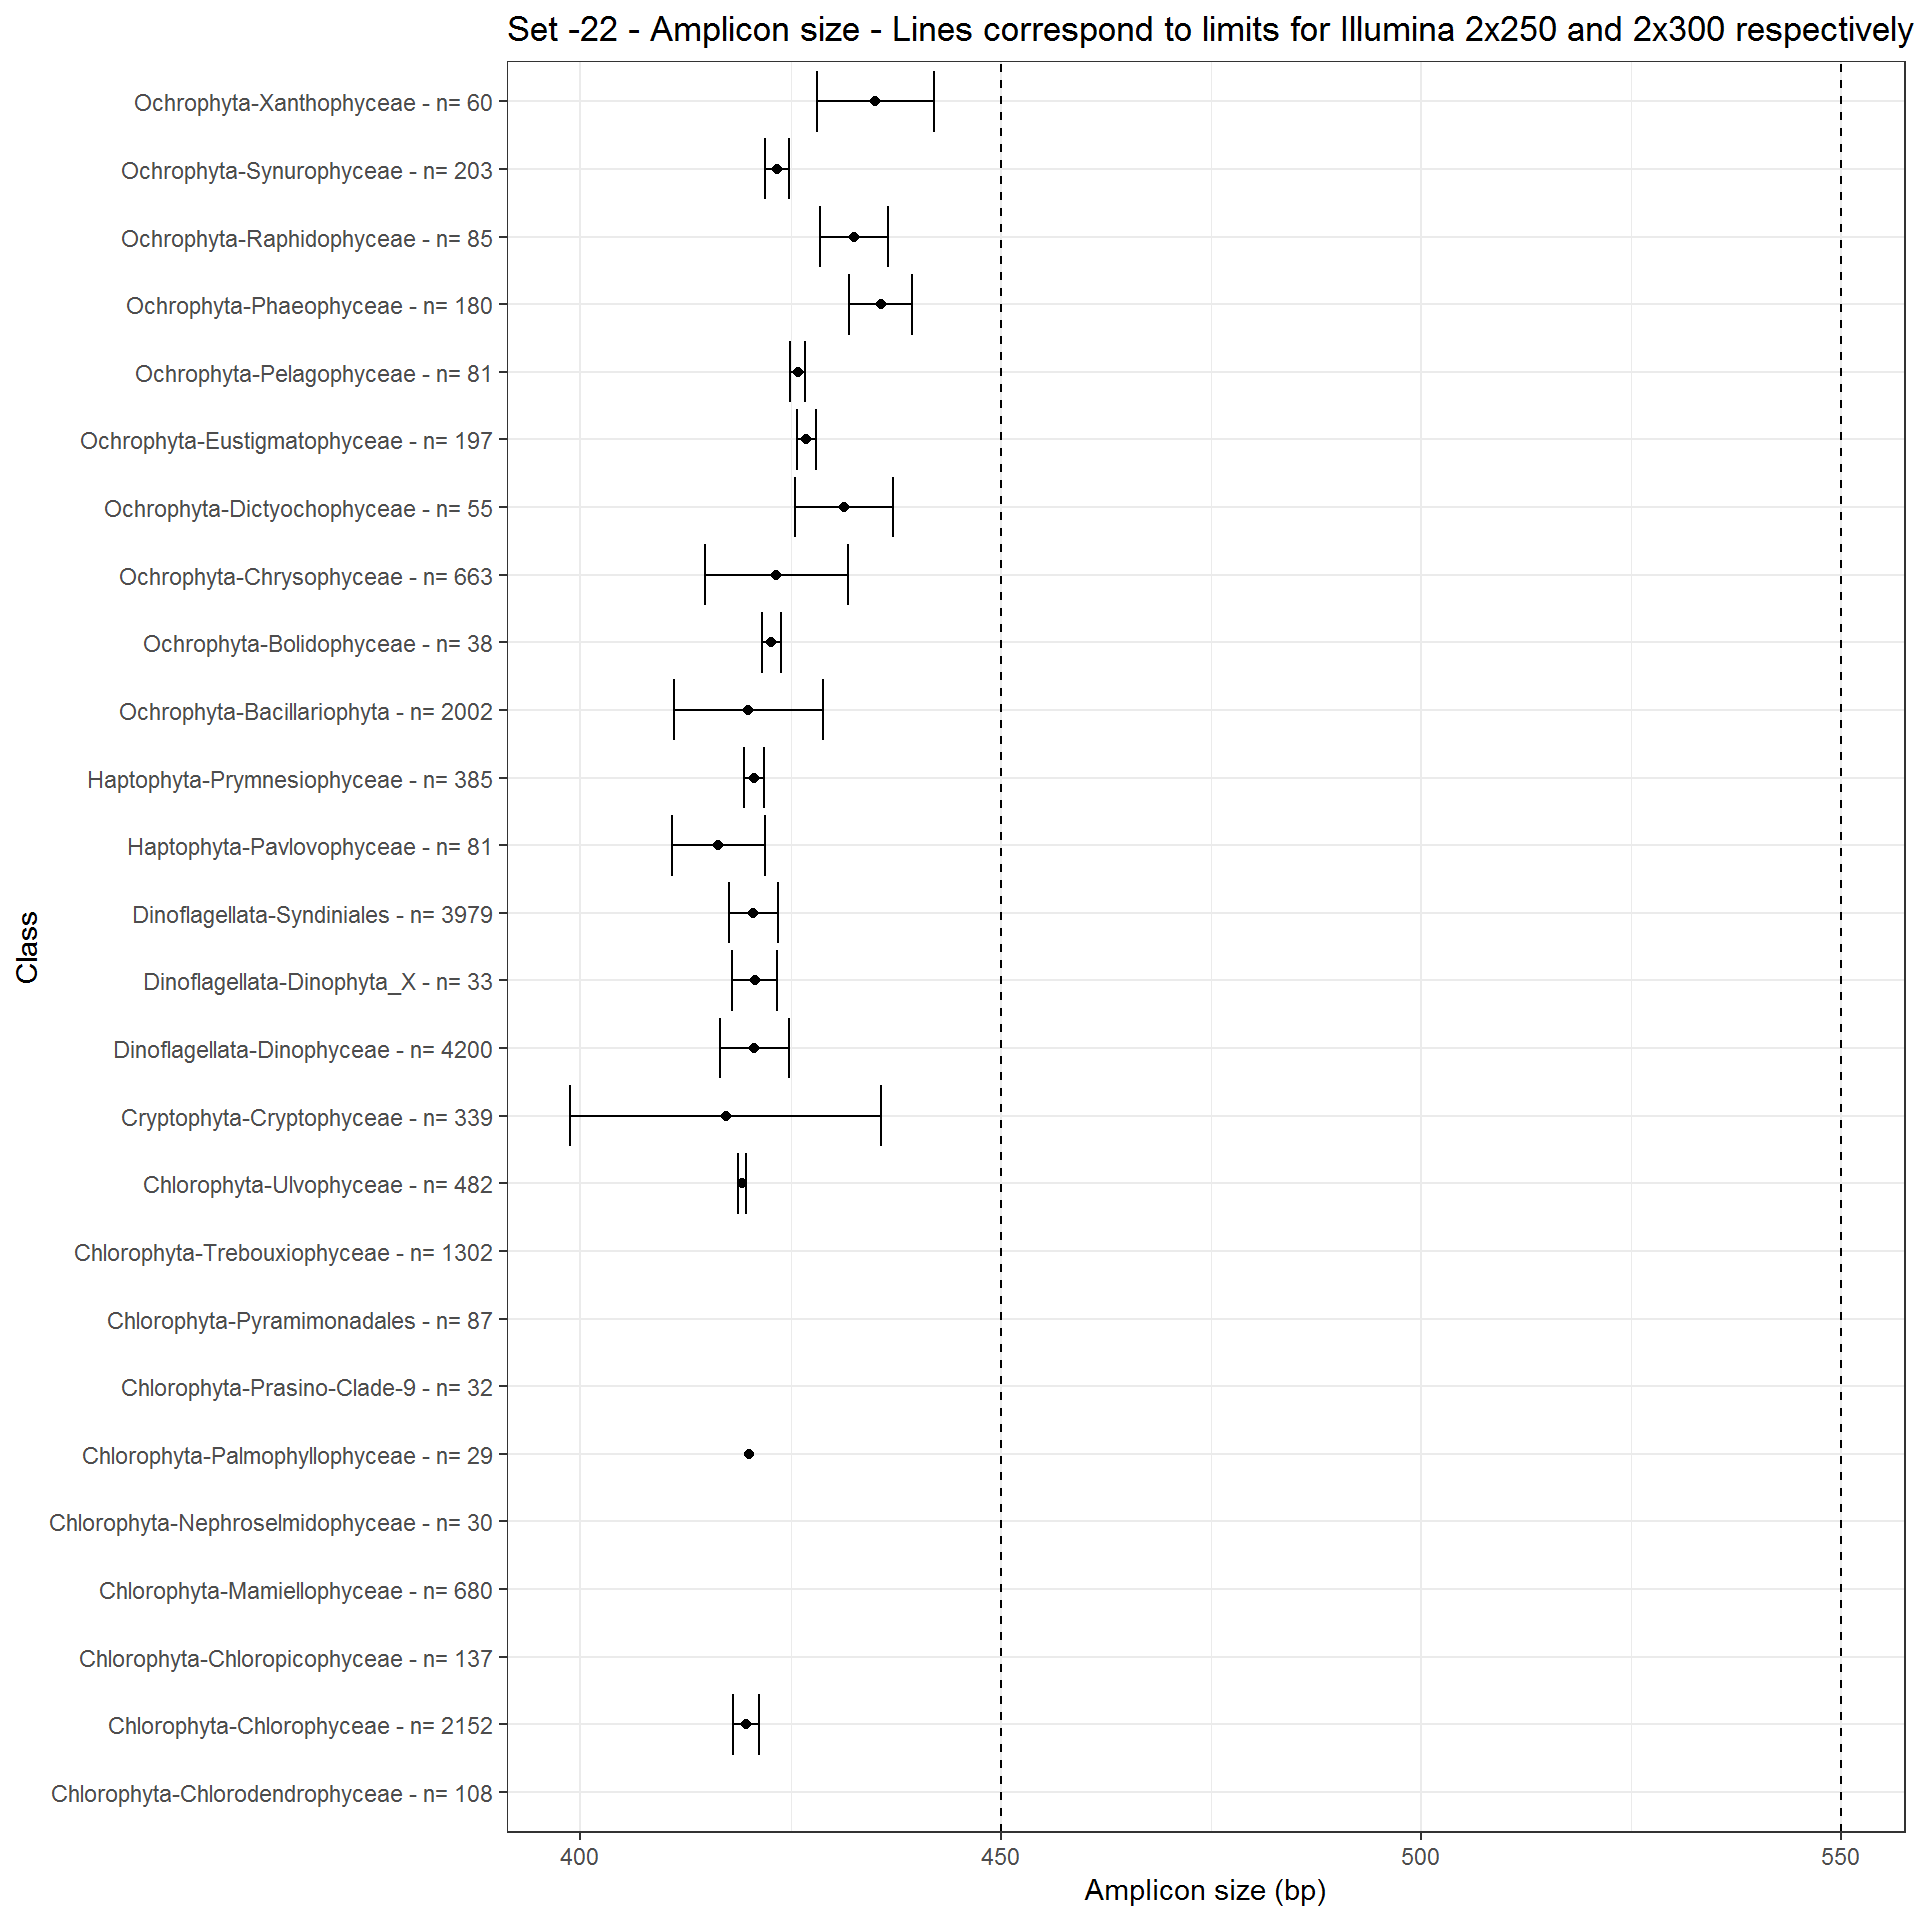 Set -22 - Amplicon size - Lines correspond to limits for Illumina 2x250 and 2x300 respectively
Ochrophyta-Xanthophyceae - n= 60
Ochrophyta-Synurophyceae - n= 203
Ochrophyta-Raphidophyceae - n= 85
Ochrophyta-Phaeophyceae - n= 180
Ochrophyta-Pelagophyceae - n= 81
Ochrophyta-Eustigmatophyceae - n= 197
Ochrophyta-Dictyochophyceae - n= 55
Ochrophyta-Chrysophyceae - n= 663
Ochrophyta-Bolidophyceae - n= 38
Ochrophyta-Bacillariophyta - n= 2002
Haptophyta-Prymnesiophyceae - n= 385
Haptophyta-Pavlovophyceae - n= 81
Dinoflagellata-Syndiniales - n= 3979
Dinoflagellata-Dinophyta_X - n= 33
Dinoflagellata-Dinophyceae - n= 4200
Cryptophyta-Cryptophyceae - n= 339
Chlorophyta-Ulvophyceae - n= 482
Chlorophyta-Trebouxiophyceae - n= 1302
Chlorophyta-Pyramimonadales - n= 87
Chlorophyta-Prasino-Clade-9 - n= 32
Chlorophyta-Palmophyllophyceae - n= 29
Chlorophyta-Nephroselmidophyceae - n= 30
Chlorophyta-Mamiellophyceae - n= 680
Chlorophyta-Chloropicophyceae - n= 137
Chlorophyta-Chlorophyceae - n= 2152
Chlorophyta-Chlorodendrophyceae - n= 108
Class
400 450 500 550
Amplicon size (bp)